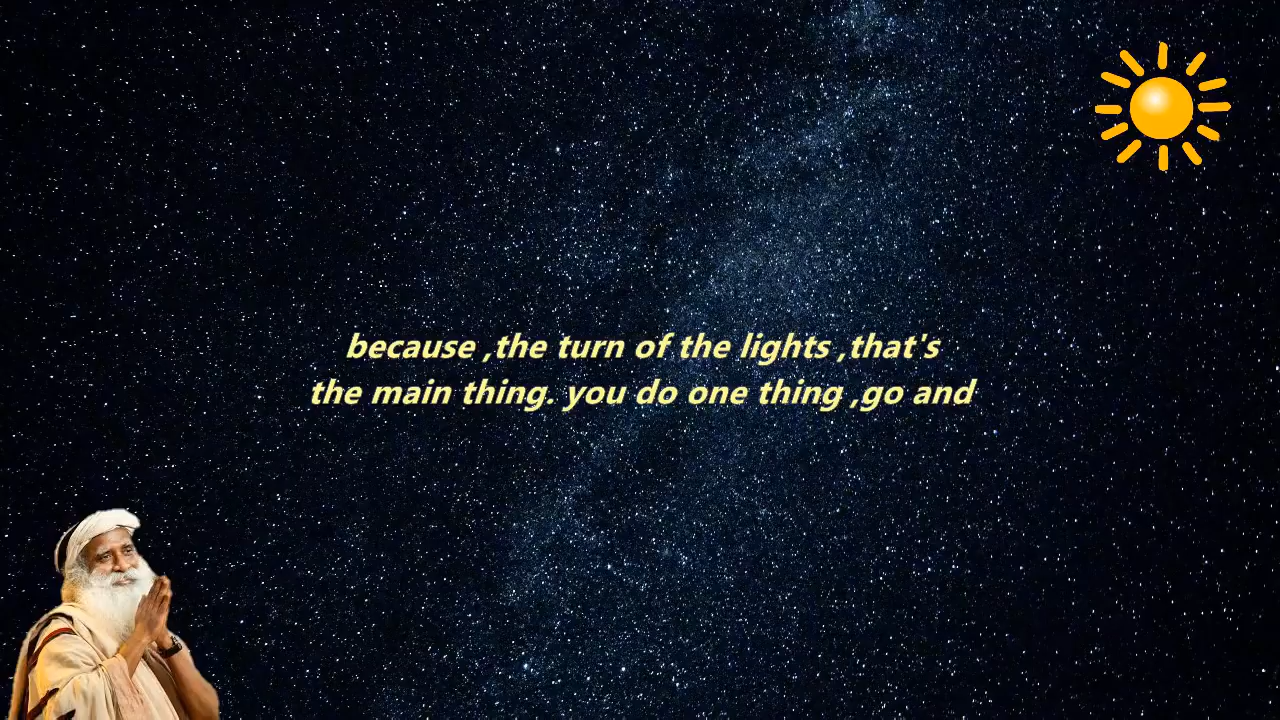 because ,the turn of the lights ,that's
the main thing. you do one thing ,go and